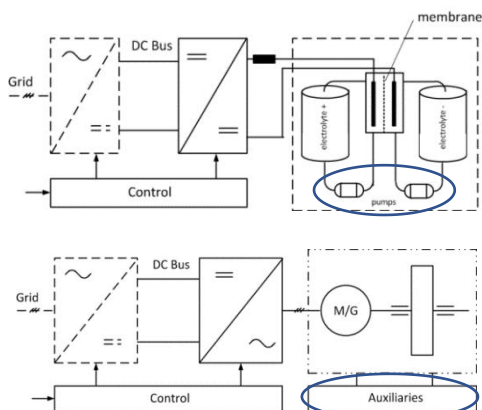 membrane
DC Bus
Grid
electrolyte +
electrolyte -
Control
pumps
DC Bus
Grid
M/G
Control
Auxiliaries